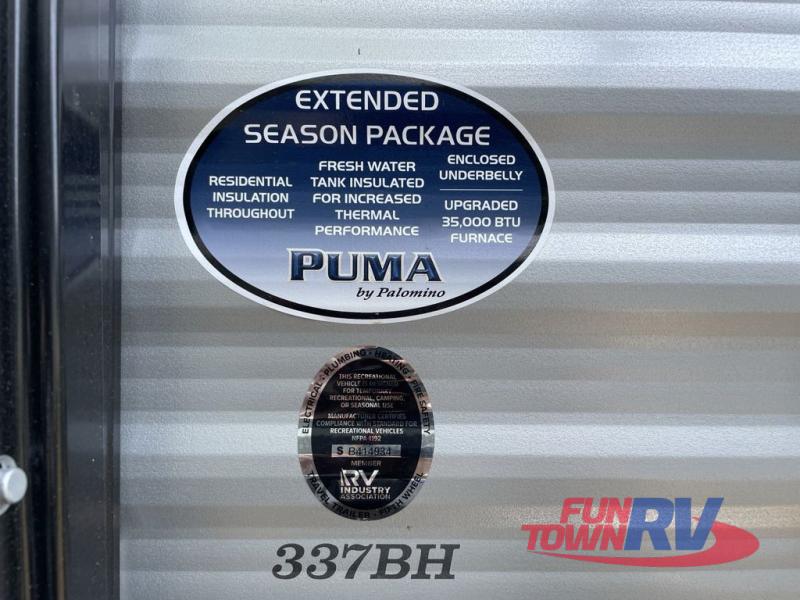 EXTENDED
SEASON PACKAGE
RESIDENTIAL
INSULATION
THROUGHOUT
FRESH WATER
TANK INSULATED
FOR INCREASED
THERMAL
PERFORMANCE
ENCLOSED
UNDERBELLY
UPGRADED
35,000 BTU
FURNACE
PUMA
by Palomino
ELECTRICAL • PLUMBING • HEATING • FIRE SAFETY
THIS RECREATIONAL
VEHICLE IS DESIGNED
FOR TEMPORARY
RECREATIONAL, CAMPING,
OR SEASONAL USE
MANUFACTURER CERTIFIES
COMPLIANCE WITH STANDARD FOR
RECREATIONAL VEHICLES
NFPA 1192
S B414984
MEMBER
RV
INDUSTRY
ASSOCIATION
TRAVEL TRAILER • FIFTH WHEEL
337BH
FUN
TOWN RV